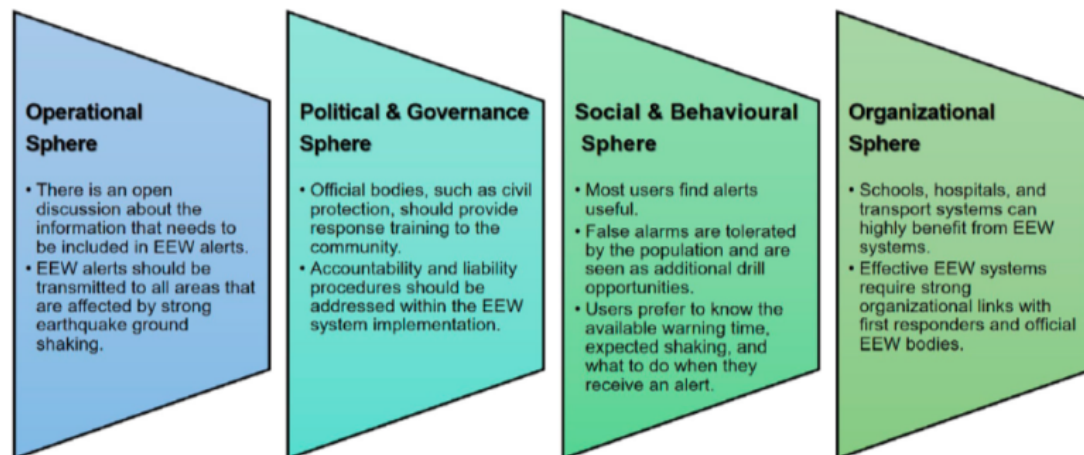 Operational
Sphere
• There is an open
discussion about the
information that needs to
be included in EEW alerts.
• EEW alerts should be
transmitted to all areas that
are affected by strong
earthquake ground
shaking.
Political & Governance
Sphere
• Official bodies, such as civil
protection, should provide
response training to the
community.
• Accountability and liability
procedures should be
addressed within the EEW
system implementation.
Social & Behavioural
Sphere
• Most users find alerts
useful.
• False alarms are tolerated
by the population and are
seen as additional drill
opportunities.
• Users prefer to know the
available warning time,
expected shaking, and
what to do when they
receive an alert.
Organizational
Sphere
• Schools, hospitals, and
transport systems can
highly benefit from EEW
systems.
• Effective EEW systems
require strong
organizational links with
first responders and official
EEW bodies.